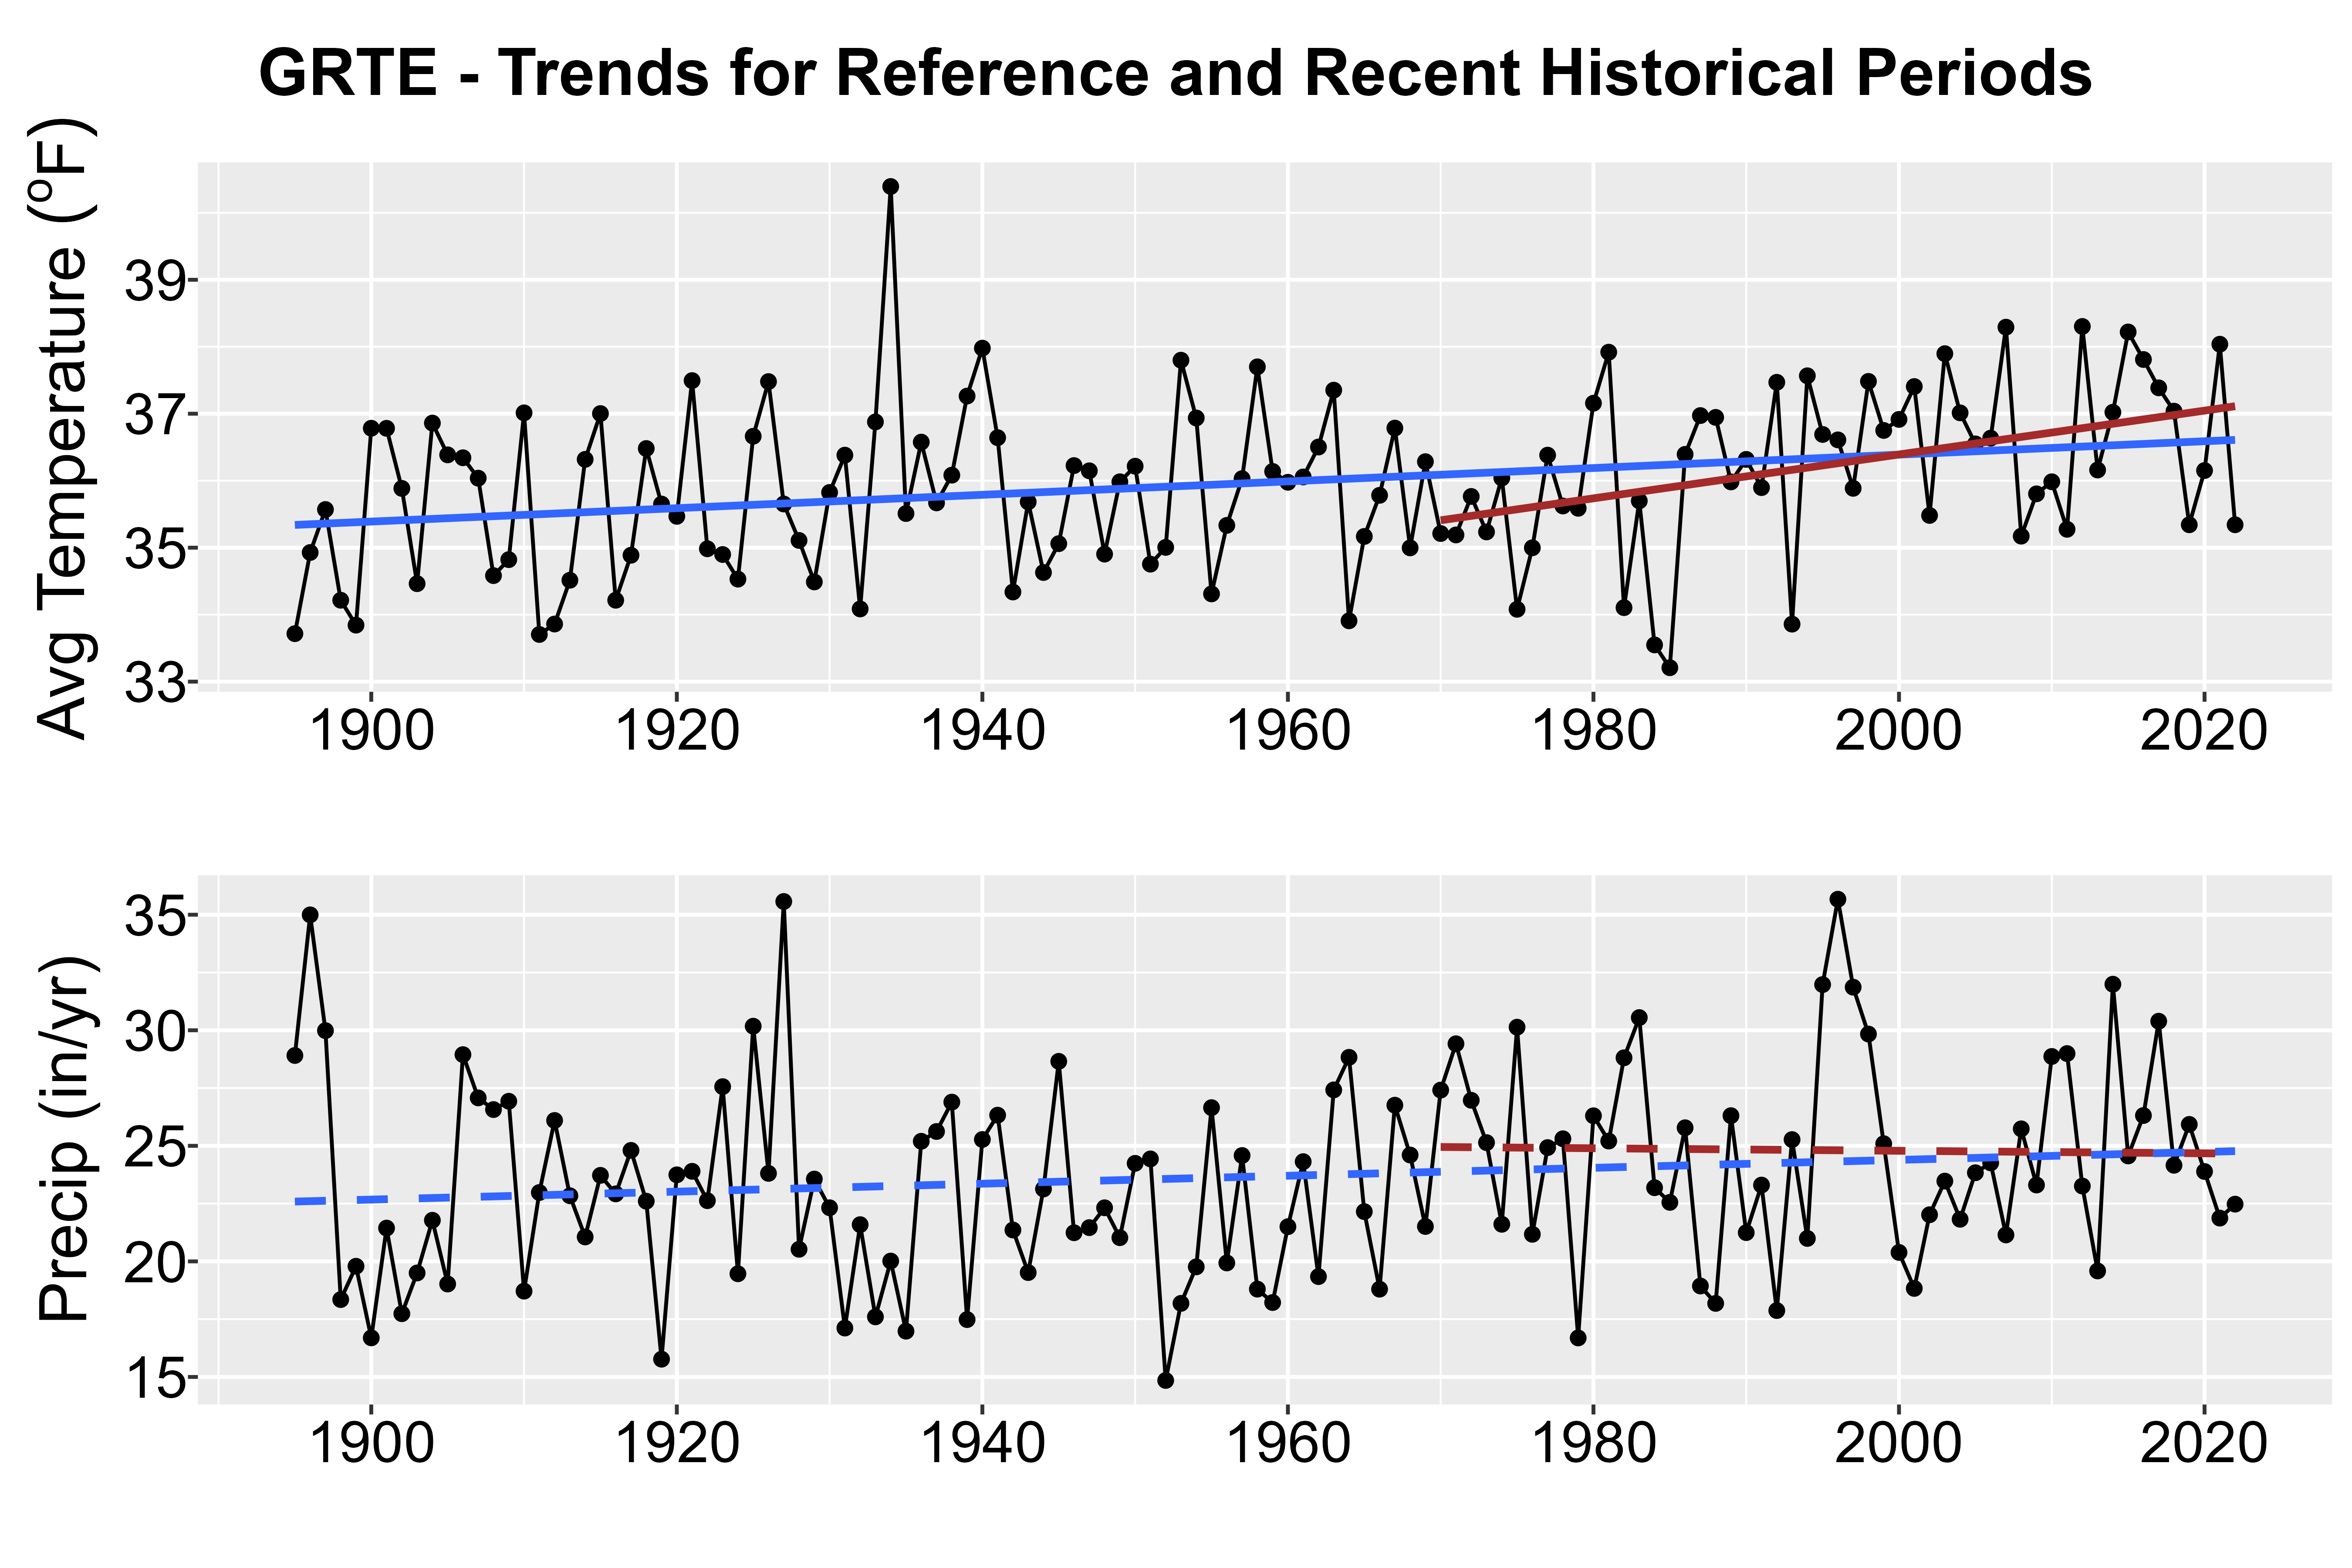 GRTE - Trends for Reference and Recent Historical Periods
Avg Temperature (oF)
39
37
35
33
1900 1920 1940 1960 1980 2000 2020
Precip (in/yr)
35
30
25
20
15
1900 1920 1940 1960 1980 2000 2020